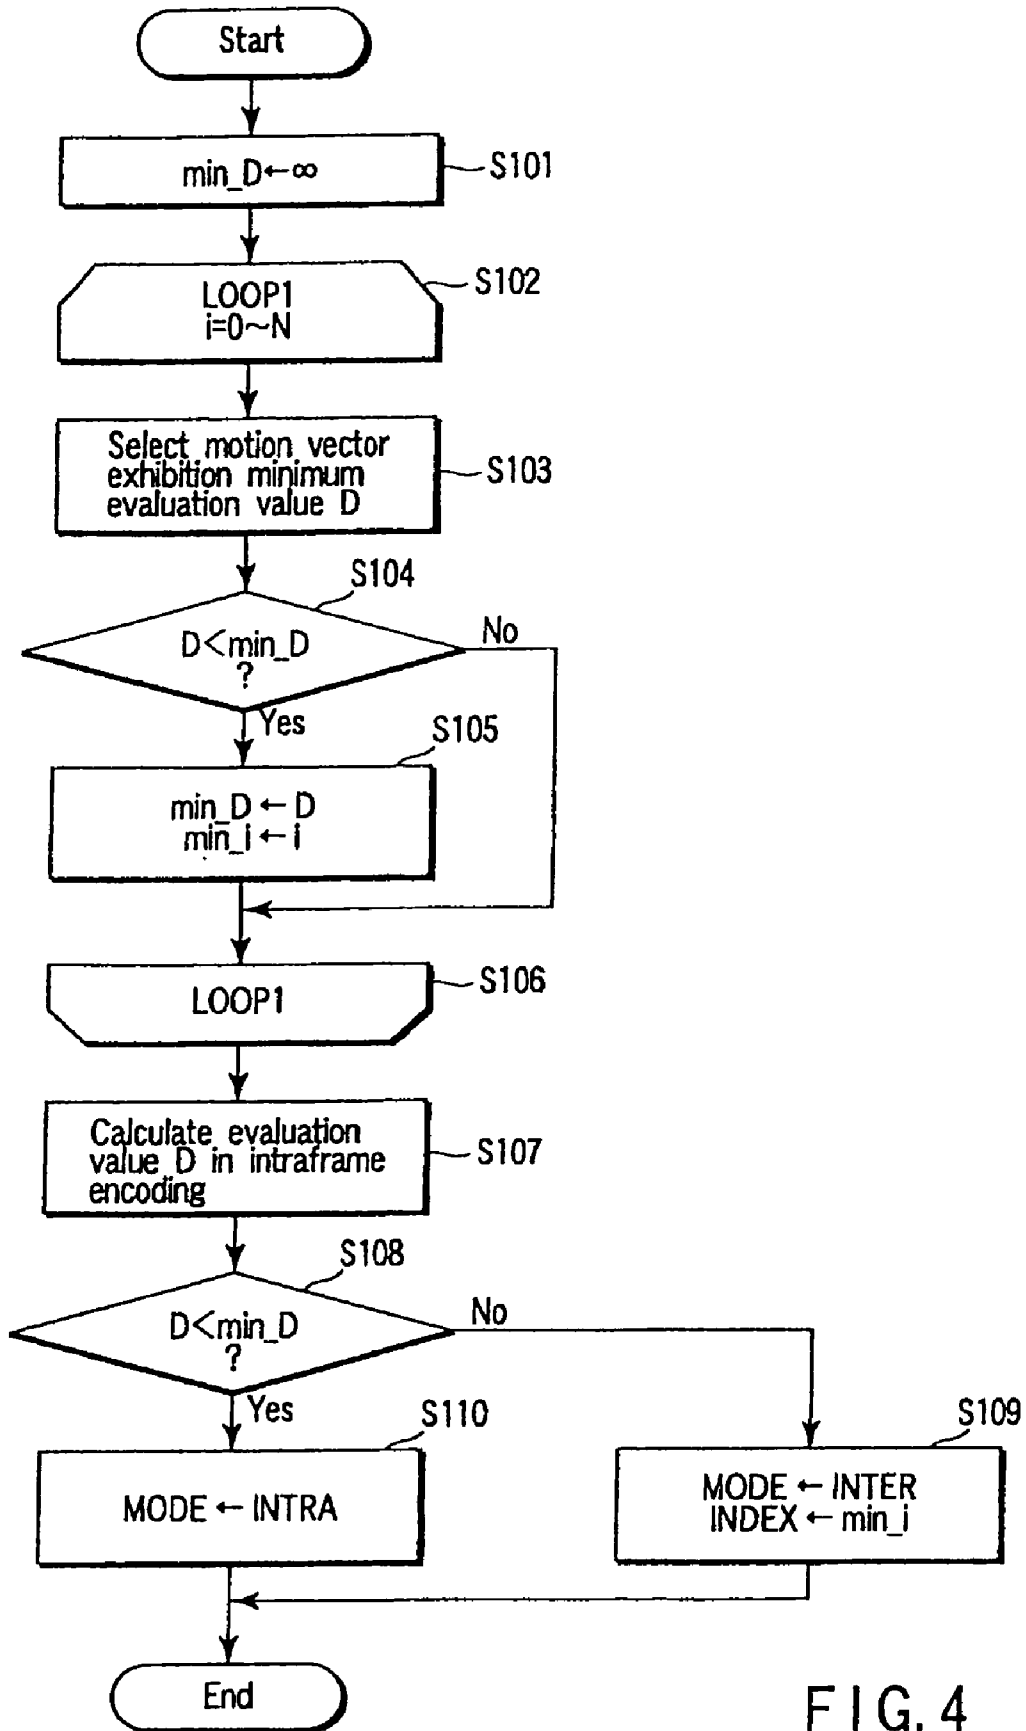 Start
min_D←∞
S101
LOOP1
i=0~N
S102
Select motion vector
exhibition minimum
evaluation value D
S103
S104
D<min_D
?
No
Yes
S105
min_D ← D
min_i ← i
LOOP1
S106
Calculate evaluation
value D in intraframe
encoding
S107
S108
D<min_D
?
No
Yes
S110
MODE ← INTRA
S109
MODE ← INTER
INDEX ← min_i
End
FIG. 4